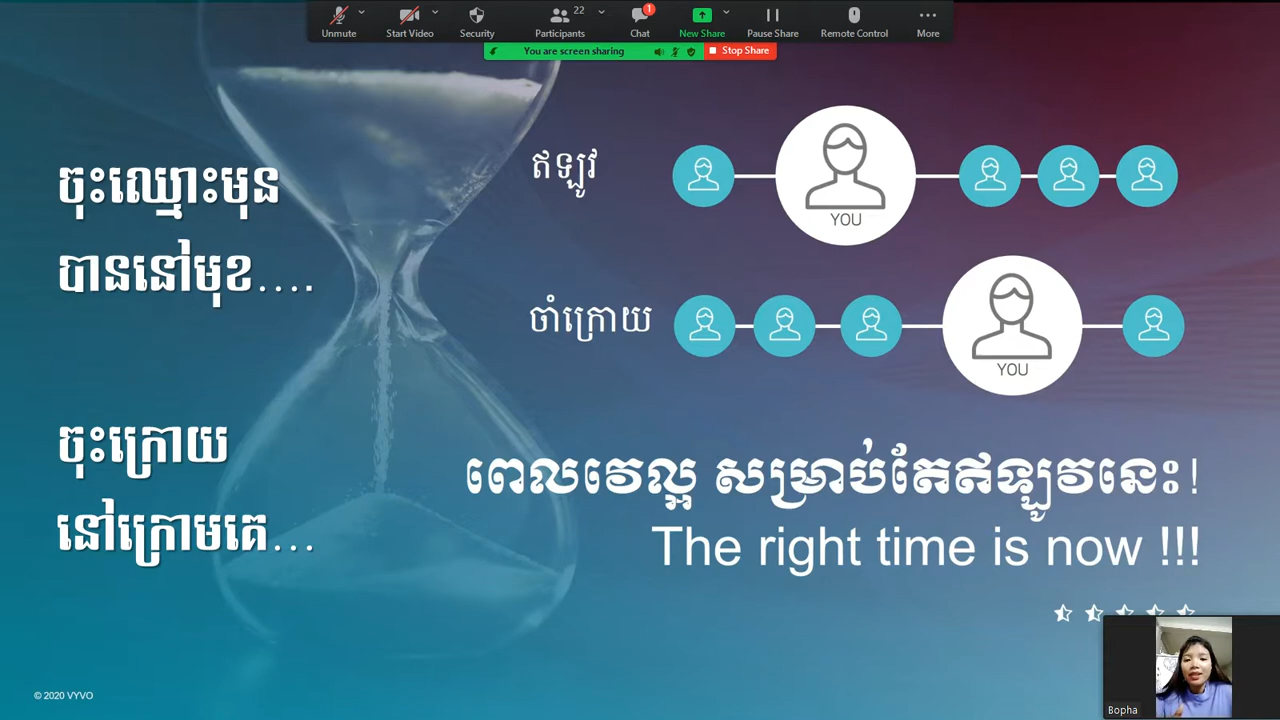 Unmute
Start Video
Security
Participants
22
Chat
1
New Share
Pause Share
Remote Control
More
You are screen sharing
Stop Share
ចុះឈ្មោះមុន
បាននៅមុខ....
ចុះក្រោយ
នៅក្រោមគេ...
ឥឡូវ
YOU
ចាំក្រោយ
YOU
ពេលវេល្អ សម្រាប់តែឥឡូវនេះ!
The right time is now !!!
© 2020 VYVO
Bopha